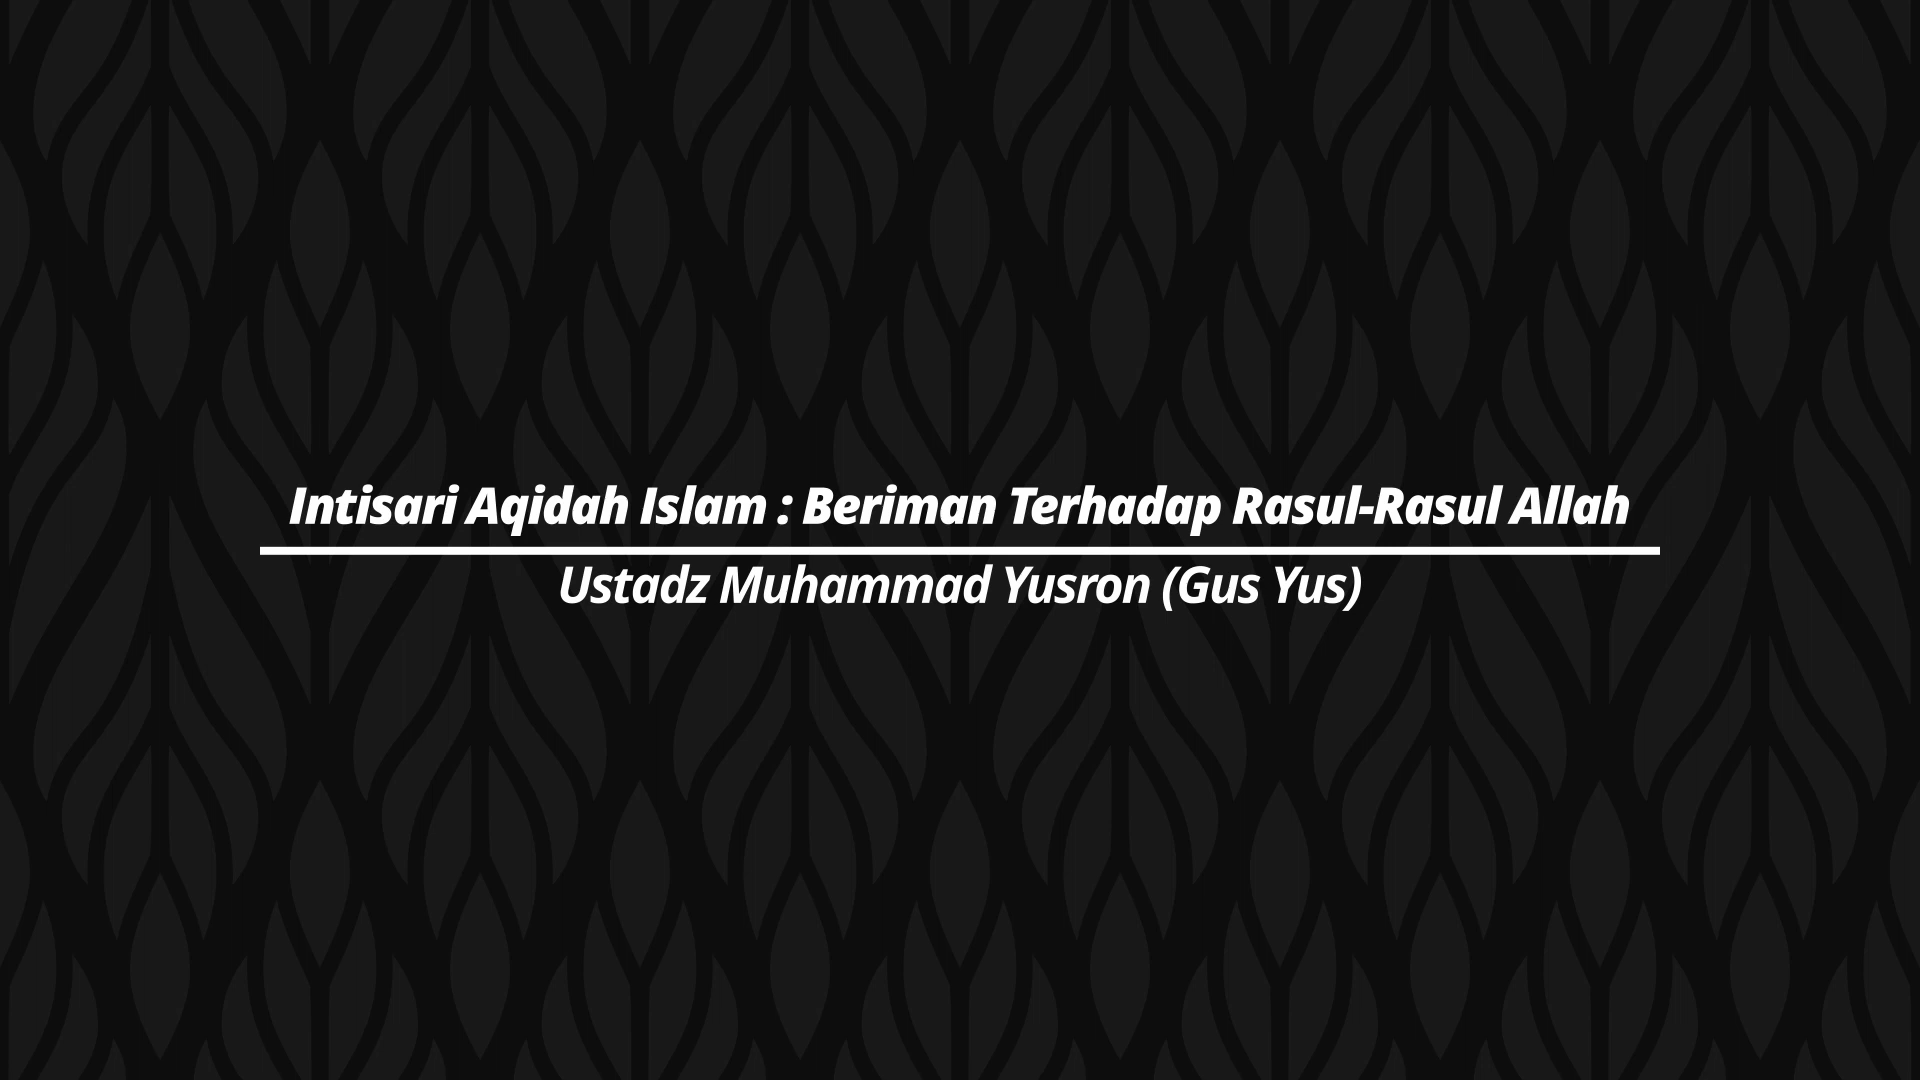 Intisari Aqidah Islam : Beriman Terhadap Rasul-Rasul Allah
Ustadz Muhammad Yusron (Gus Yus)